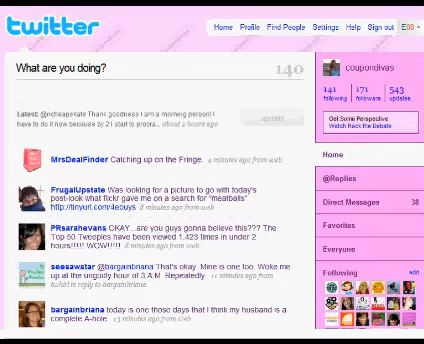 twitter
Home Profile Find People Settings Help Sign out
What are you doing?
140
Latest: @richcheapskate Thank goodness I am a morning person! I
have to do it now because by 21 start to procra... about 2 hours ago
update
coupondivas
141 171 543
following followers updates
Get Some Perspective
Watch Hack the Debate
MrsDealFinder Catching up on the Fringe. 4 minutes ago from web
FrugalUpstate Was looking for a picture to go with today's
post-look what flickr gave me on a search for "meatballs"
http://tinyurl.com/4eouys 8 minutes ago from web
PRsarahevans OKAY...are you guys gonna believe this??? The
Top 50 Tweeples have been viewed 1,423 times in under 2
hours!!!!! WOW!!!!! 8 minutes ago from web
seesawstar @bargainbriana That's okay. Mine is one too. Woke me
up at the ungodly hour of 3 A.M. Repeatedly. 11 minutes ago from
twhirl in reply to bargainbriana
bargainbriana today is one those days that I think my husband is a
complete A-hole. 13 minutes ago from web
Home
@Replies
Direct Messages 38
Favorites
Everyone
Following add